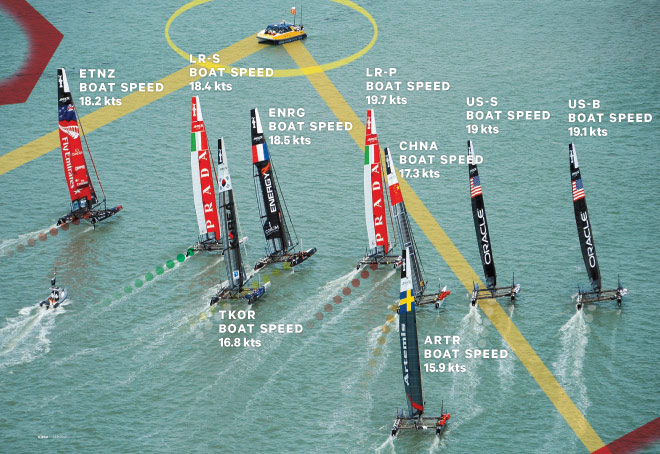 ETNZ
BOAT SPEED
18.2 kts
LR-S
BOAT SPEED
18.4 kts
ENRG
BOAT SPEED
18.5 kts
LR-P
BOAT SPEED
19.7 kts
CHNA
BOAT SPEED
17.3 kts
US-S
BOAT SPEED
19 kts
US-B
BOAT SPEED
19.1 kts
Fly Emirates
PRADA
ENERGY
PRADA
ORACLE
ORACLE
TKOR
BOAT SPEED
16.8 kts
Artemis
ARTR
BOAT SPEED
15.9 kts